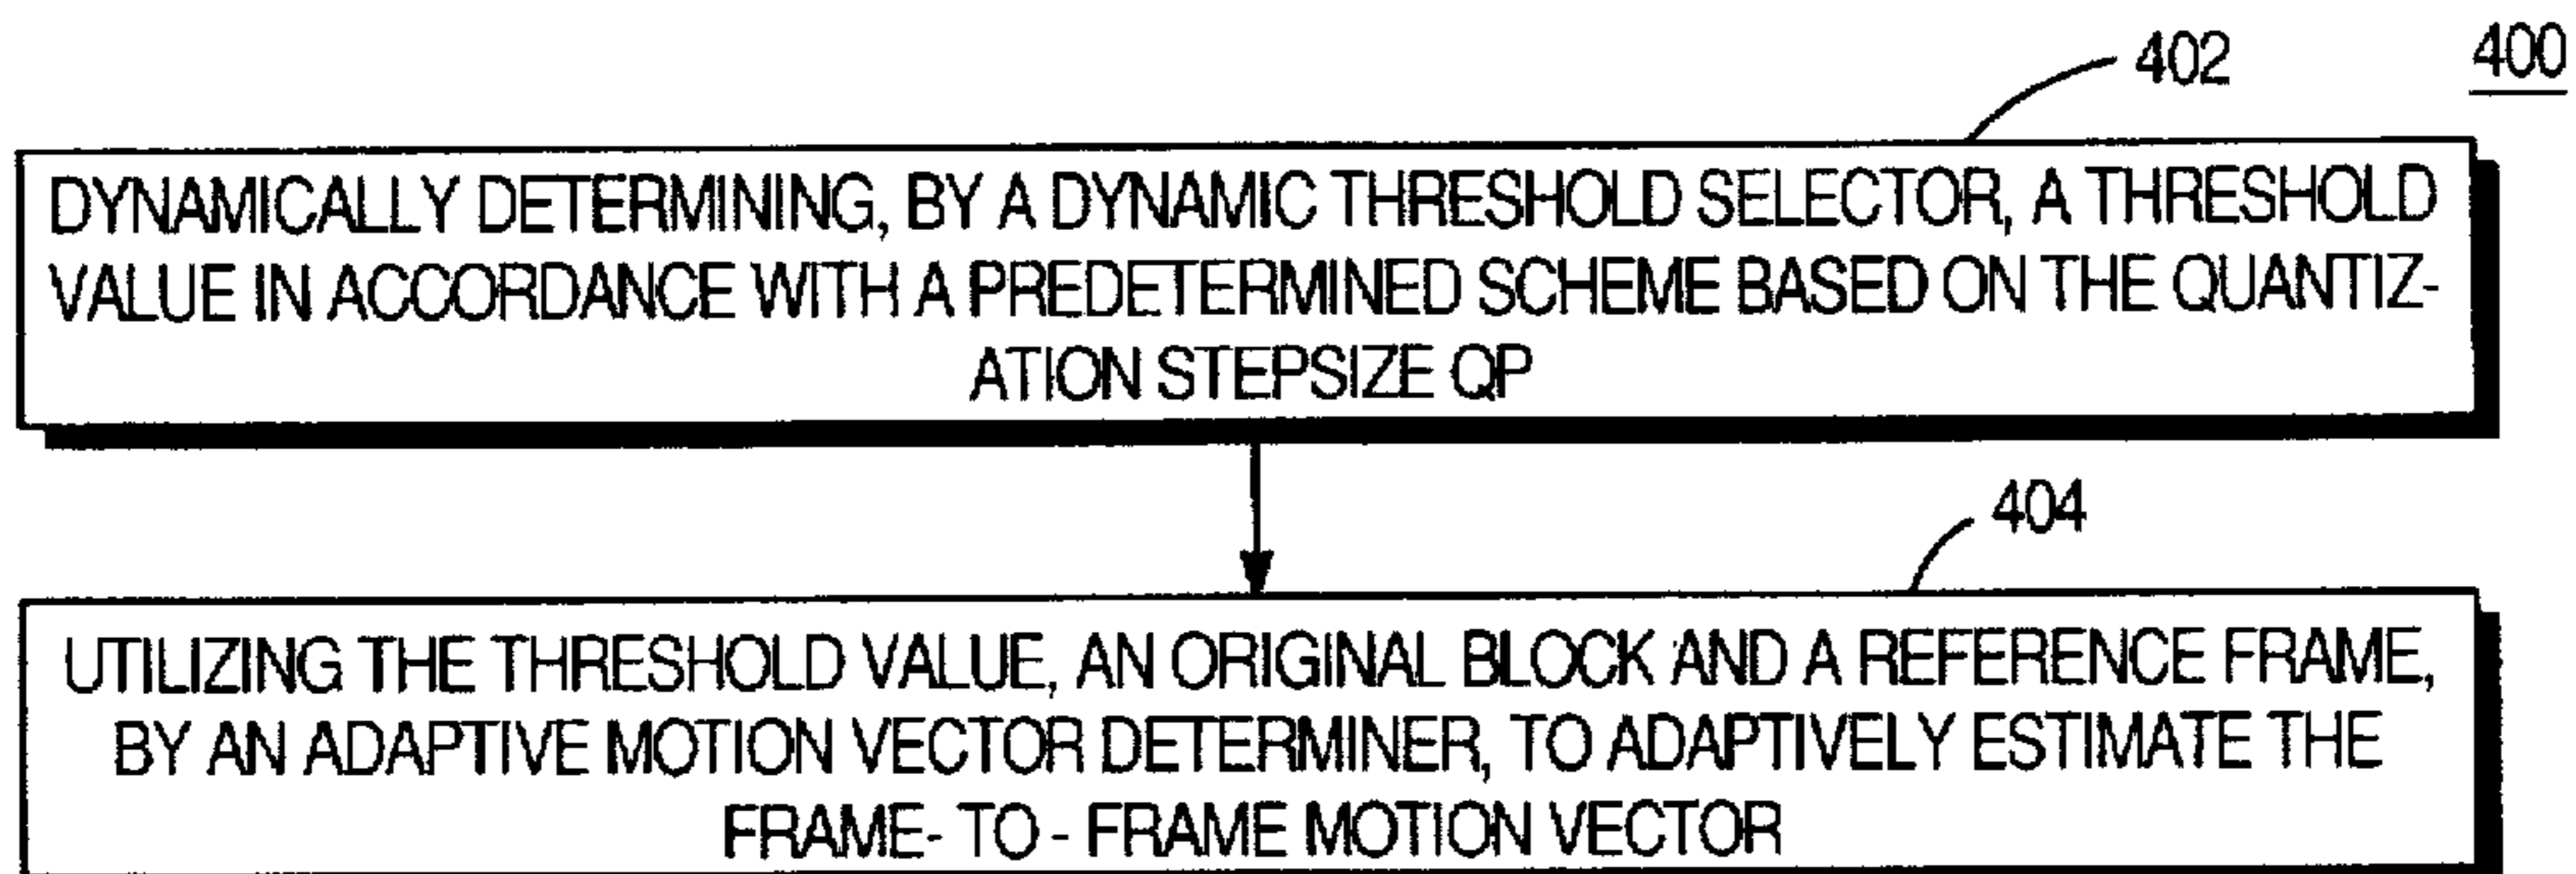 400
402
DYNAMICALLY DETERMINING, BY A DYNAMIC THRESHOLD SELECTOR, A THRESHOLD
VALUE IN ACCORDANCE WITH A PREDETERMINED SCHEME BASED ON THE QUANTIZ-
ATION STEPSIZE QP
404
UTILIZING THE THRESHOLD VALUE, AN ORIGINAL BLOCK AND A REFERENCE FRAME,
BY AN ADAPTIVE MOTION VECTOR DETERMINER, TO ADAPTIVELY ESTIMATE THE
FRAME- TO - FRAME MOTION VECTOR